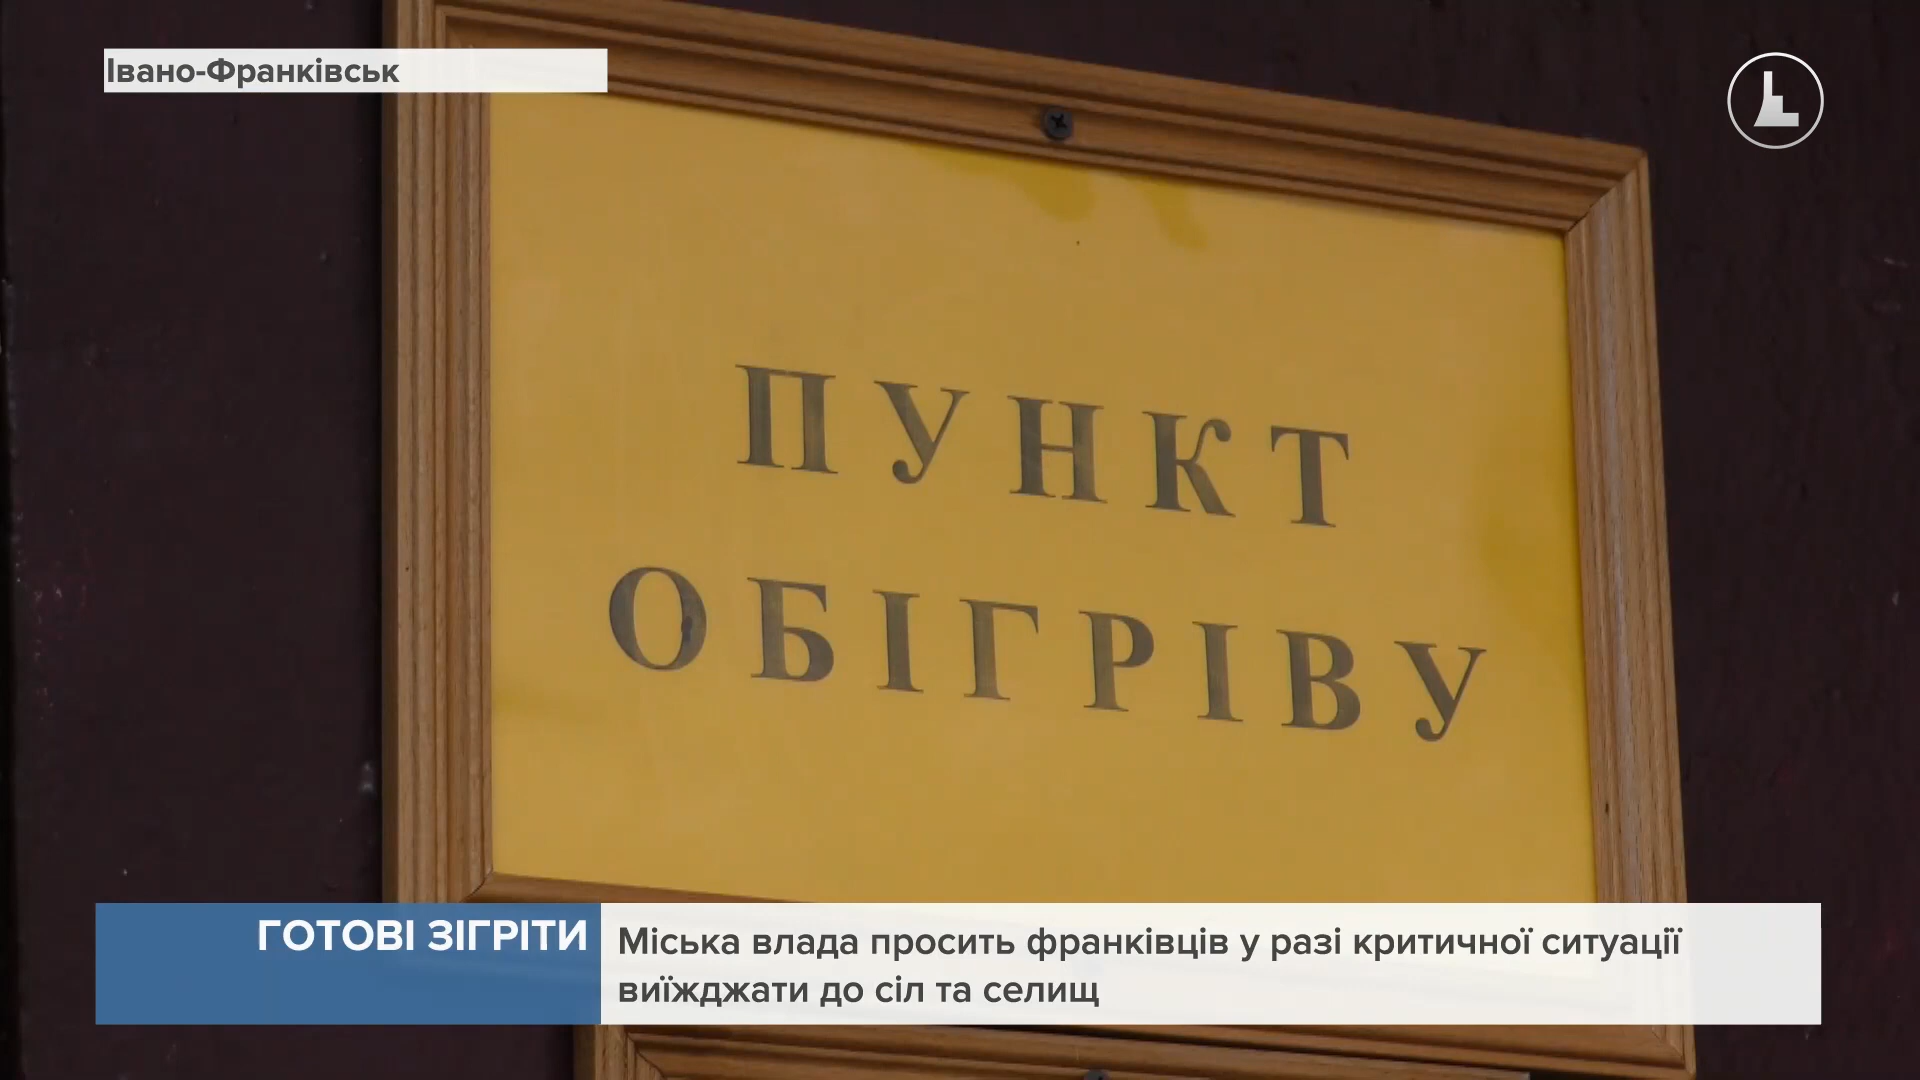 Івано-Франківськ
ПУНКТ
ОБІГРІВУ
ГОТОВІ ЗІГРІТИ
Міська влада просить франківців у разі критичної ситуації
виїжджати до сіл та селищ